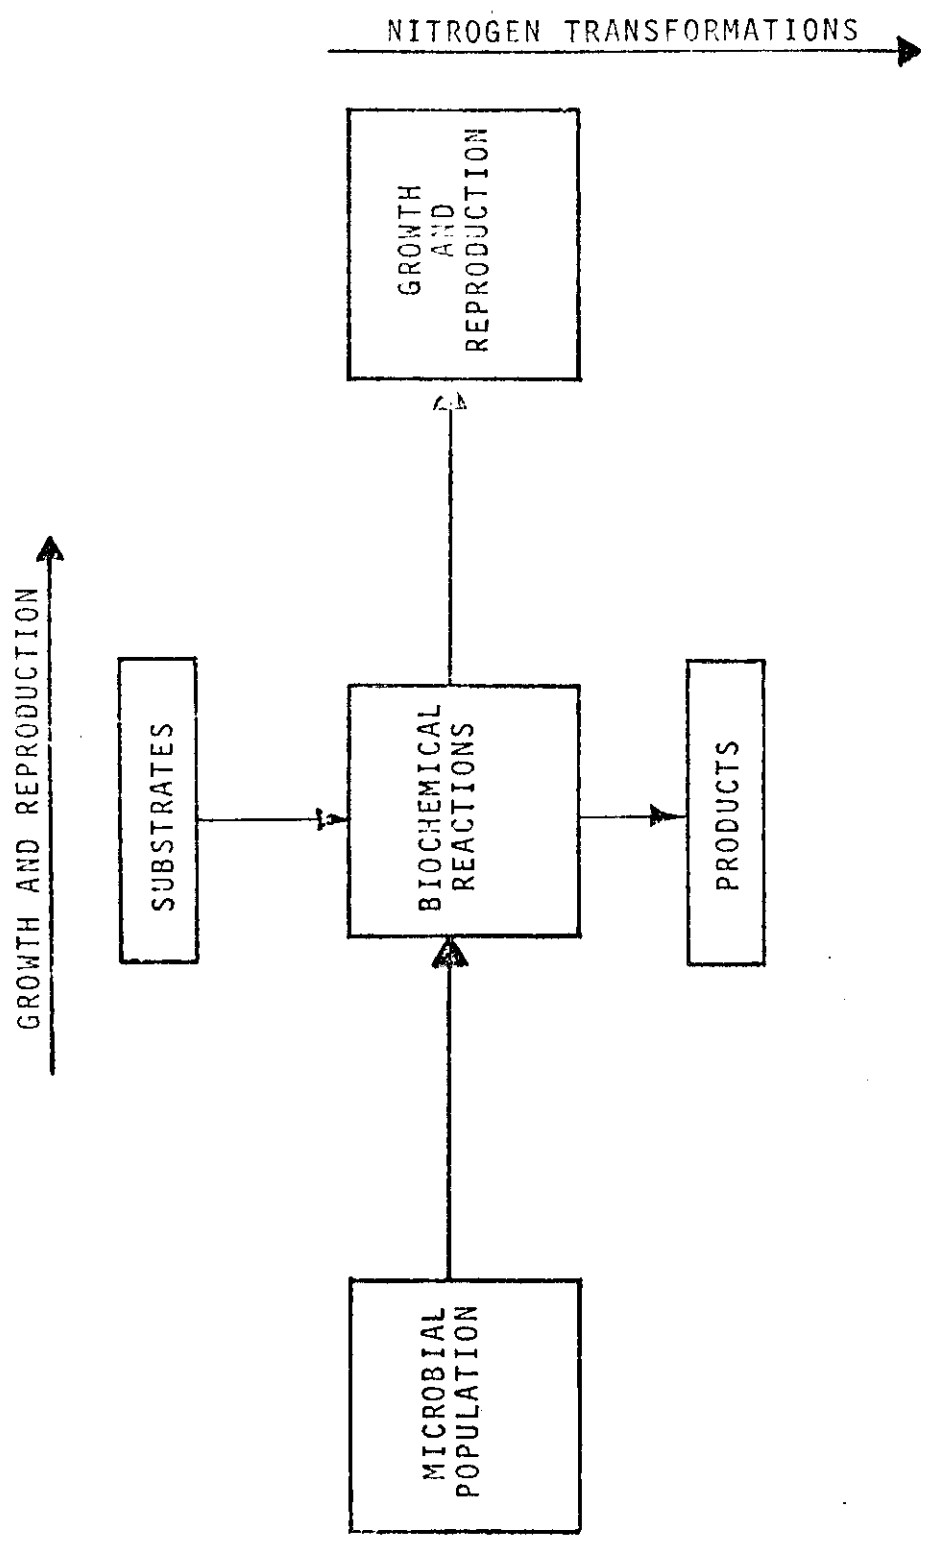 NITROGEN TRANSFORMATIONS
GROWTH AND REPRODUCTION
SUBSTRATES
MICROBIAL
POPULATION
BIOCHEMICAL
REACTIONS
GROWTH
AND
REPRODUCTION
PRODUCTS